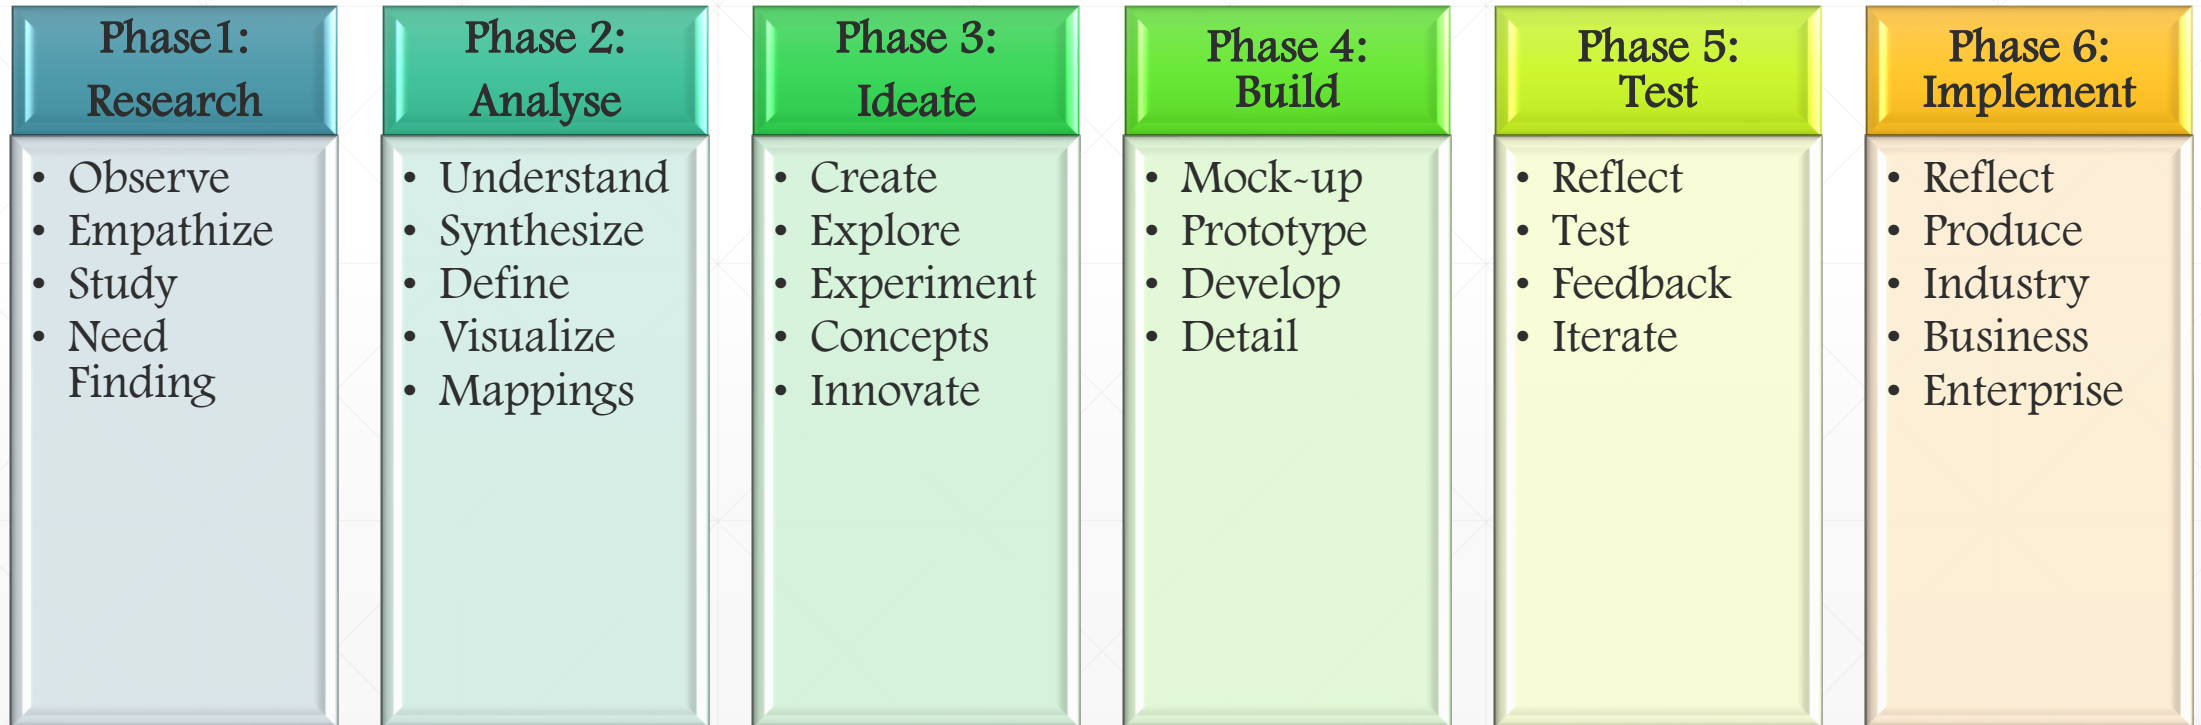 Phase1:
Research
• Observe
• Empathize
• Study
• Need
Finding
Phase 2:
Analyse
• Understand
• Synthesize
• Define
• Visualize
• Mappings
Phase 3:
Ideate
• Create
• Explore
• Experiment
• Concepts
• Innovate
Phase 4:
Build
• Mock-up
• Prototype
• Develop
• Detail
Phase 5:
Test
• Reflect
• Test
• Feedback
• Iterate
Phase 6:
Implement
• Reflect
• Produce
• Industry
• Business
• Enterprise